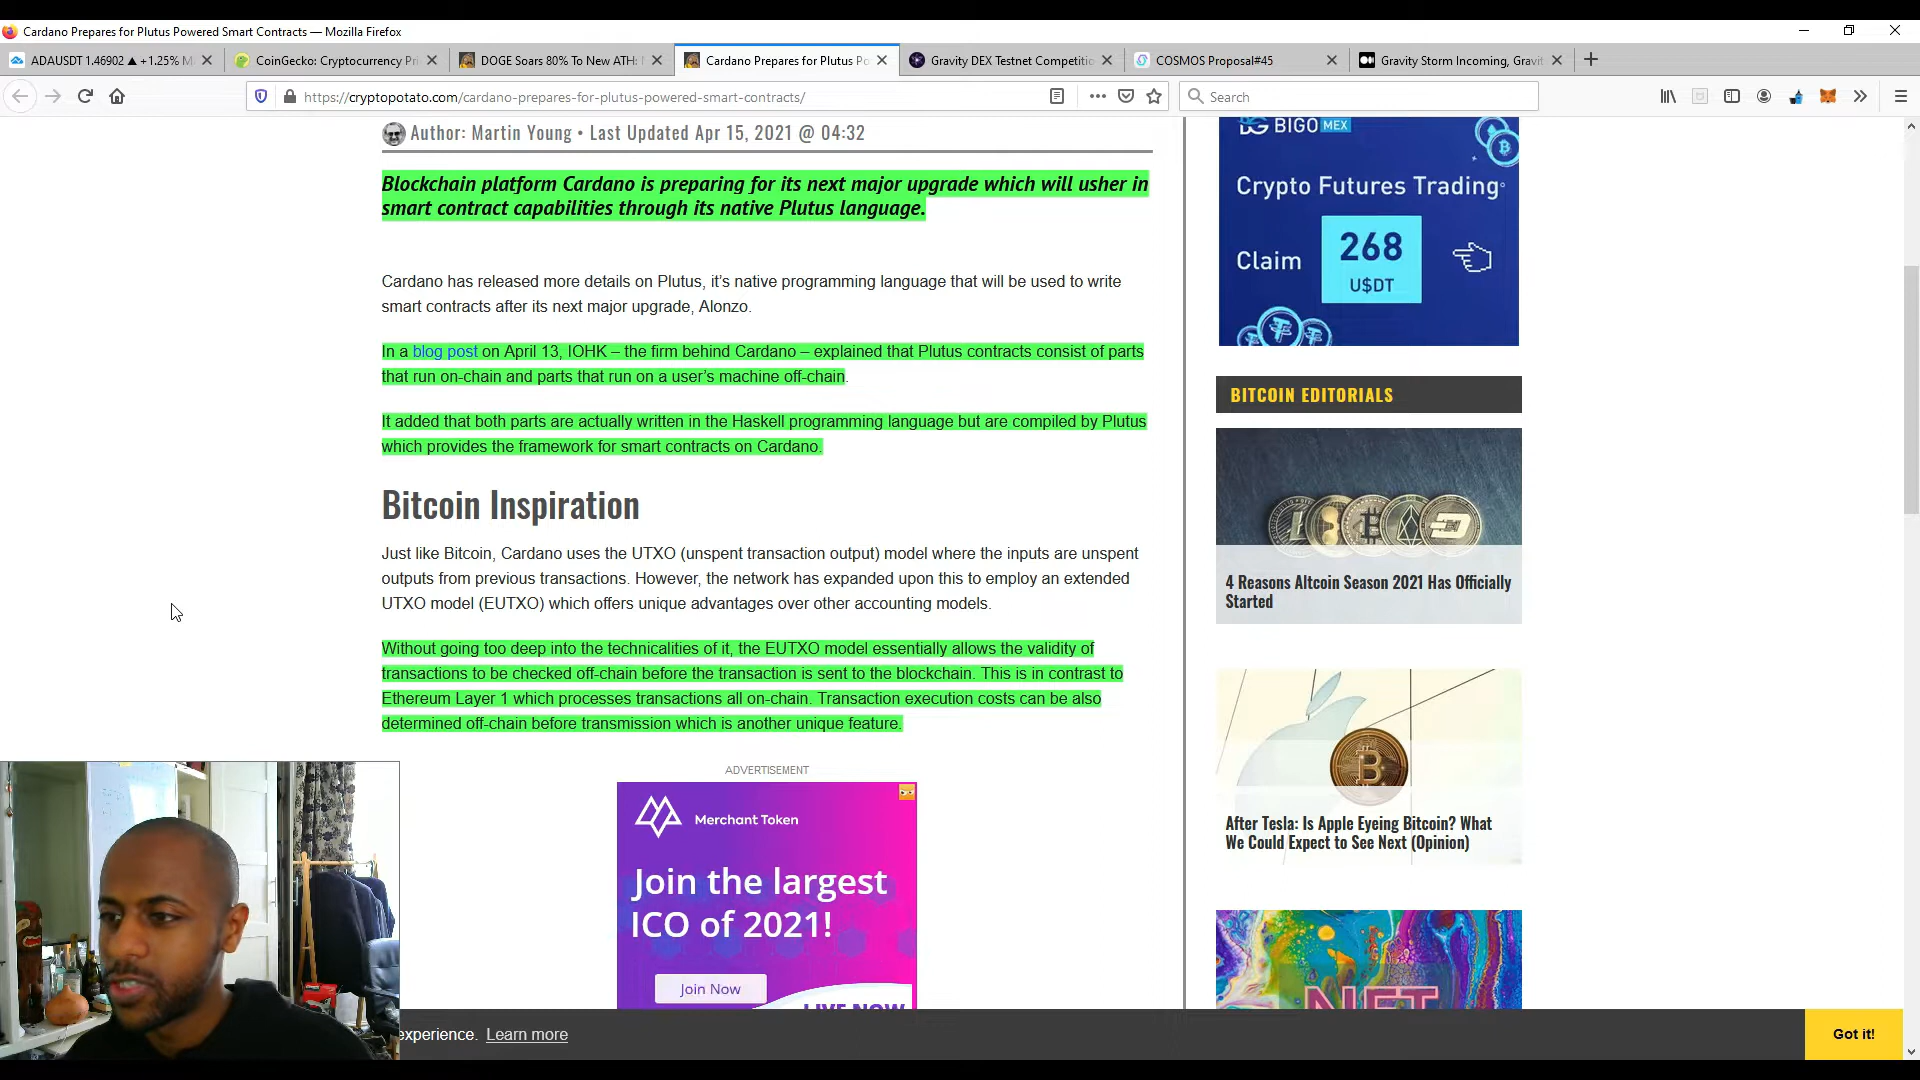 Cardano Prepares for Plutus Powered Smart Contracts — Mozilla Firefox
ADAUSDT 1.46902 ▲ +1.25% M
CoinGecko: Cryptocurrency Pri
DOGE Soars 80% To New ATH:
Cardano Prepares for Plutus Po
Gravity DEX Testnet Competitio
COSMOS Proposal#45
Gravity Storm Incoming, Gravit
https://cryptopotato.com/cardano-prepares-for-plutus-powered-smart-contracts/
Search
Author: Martin Young • Last Updated Apr 15, 2021 @ 04:32
Blockchain platform Cardano is preparing for its next major upgrade which will usher in
smart contract capabilities through its native Plutus language.
Cardano has released more details on Plutus, it’s native programming language that will be used to write
smart contracts after its next major upgrade, Alonzo.
In a blog post on April 13, IOHK – the firm behind Cardano – explained that Plutus contracts consist of parts
that run on-chain and parts that run on a user’s machine off-chain.
It added that both parts are actually written in the Haskell programming language but are compiled by Plutus
which provides the framework for smart contracts on Cardano.
Bitcoin Inspiration
Just like Bitcoin, Cardano uses the UTXO (unspent transaction output) model where the inputs are unspent
outputs from previous transactions. However, the network has expanded upon this to employ an extended
UTXO model (EUTXO) which offers unique advantages over other accounting models.
Without going too deep into the technicalities of it, the EUTXO model essentially allows the validity of
transactions to be checked off-chain before the transaction is sent to the blockchain. This is in contrast to
Ethereum Layer 1 which processes transactions all on-chain. Transaction execution costs can be also
determined off-chain before transmission which is another unique feature.
ADVERTISEMENT
Merchant Token
Join the largest
ICO of 2021!
Join Now
LIVE NOW
BIGO MEX
Crypto Futures Trading
Claim
268
U$DT
BITCOIN EDITORIALS
4 Reasons Altcoin Season 2021 Has Officially
Started
After Tesla: Is Apple Eyeing Bitcoin? What
We Could Expect to See Next (Opinion)
NFT
experience. Learn more
Got it!